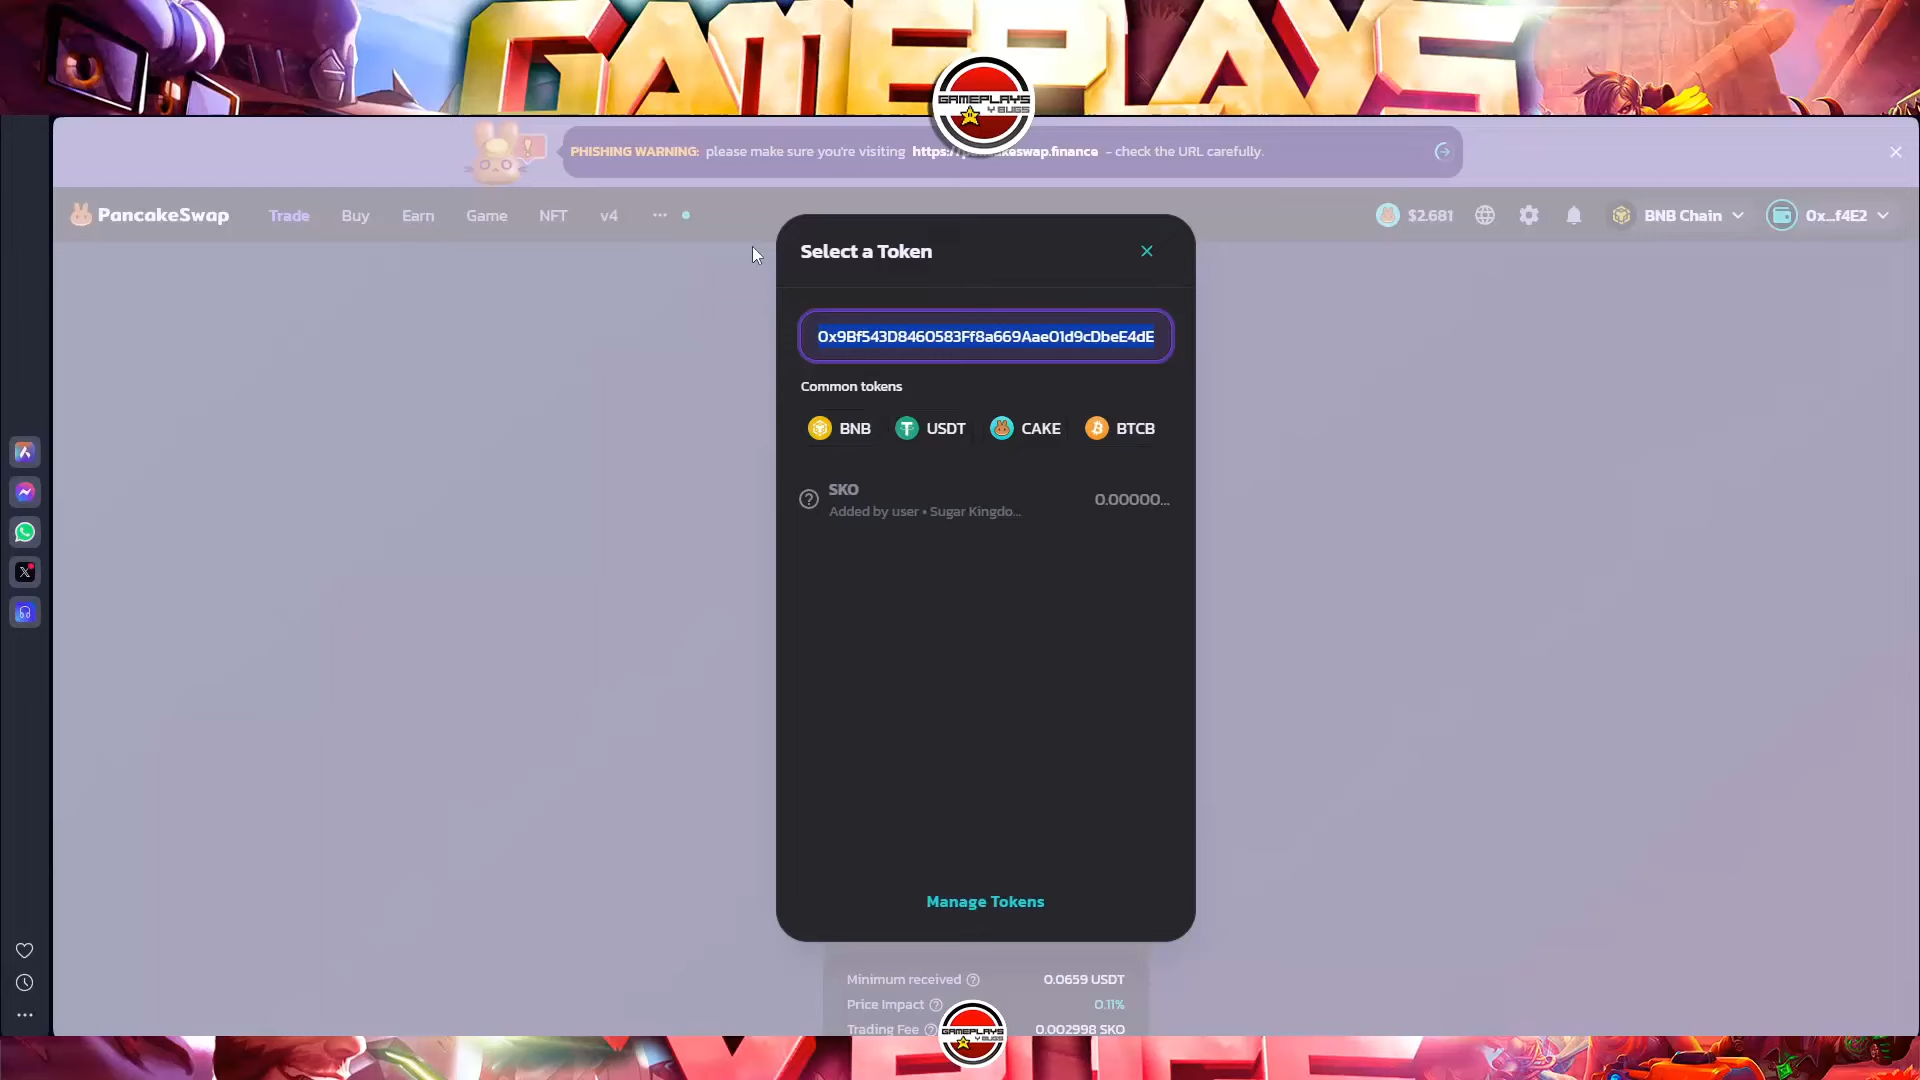 GAMEPLAYS
GAMEPLAYS
Y BUGS
PHISHING WARNING: please make sure you're visiting https://pancakeswap.finance - check the URL carefully.
PancakeSwap Trade Buy Earn Game NFT v4 ··· $2.681 BNB Chain 0x...f4E2
Select a Token
0x9Bf543D8460583Ff8a669Aae01d9cDbeE4dE
Common tokens
BNB USDT CAKE BTCB
SKO
Added by user • Sugar Kingdo...
0.00000...
Manage Tokens
Minimum received 0.0659 USDT
Price Impact 0.11%
Trading Fee 0.002998 SKO
GAMEPLAYS
Y BUGS